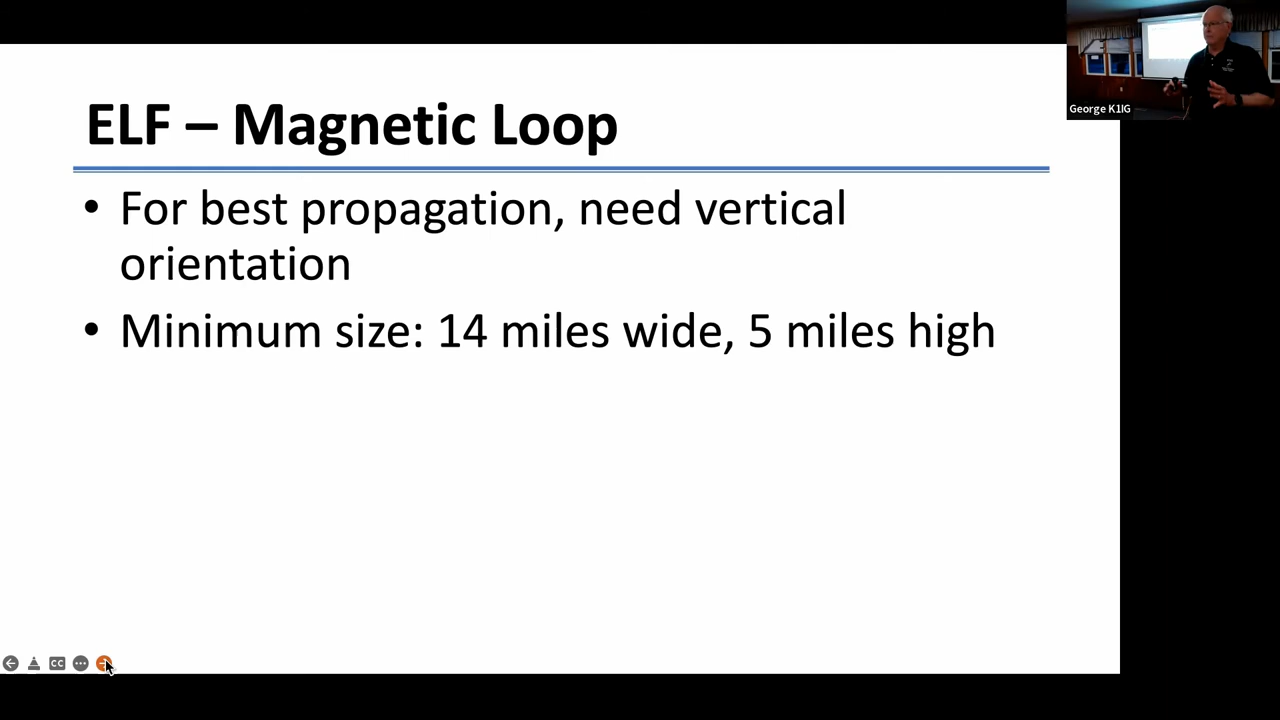 George K1IG
ELF – Magnetic Loop
• For best propagation, need vertical
orientation
• Minimum size: 14 miles wide, 5 miles high
CC